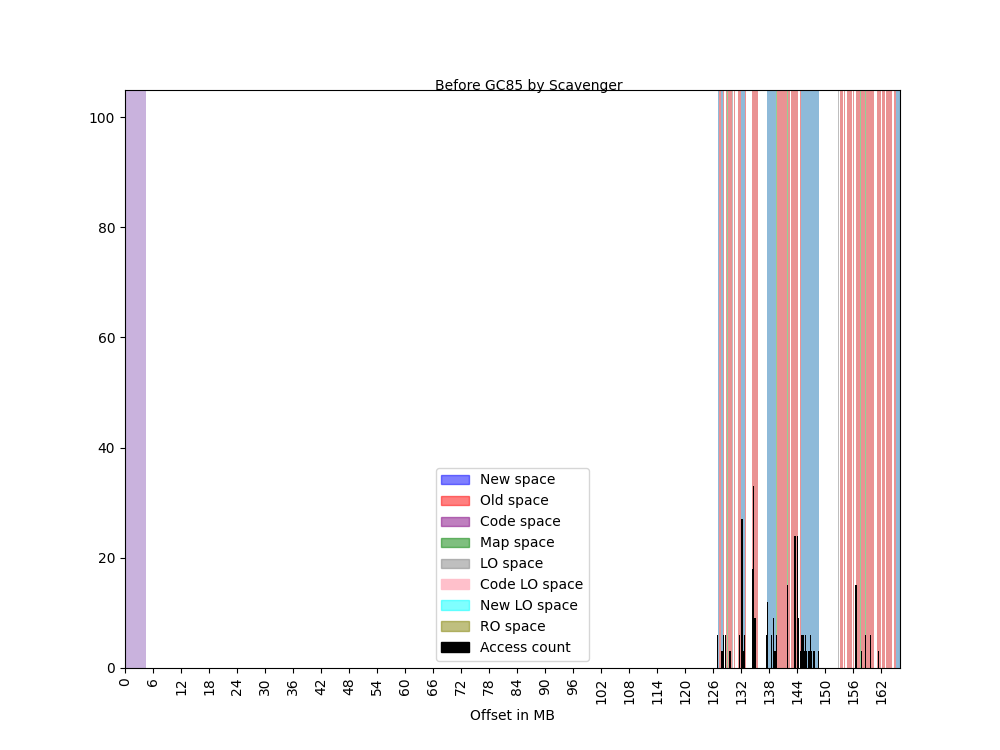 Before GC85 by Scavenger
100
80
60
40
20
0
New space
Old space
Code space
Map space
LO space
Code LO space
New LO space
RO space
Access count
0 6 12 18 24 30 36 42 48 54 60 66 72 78 84 90 96 102 108 114 120 126 132 138 144 150 156 162
Offset in MB